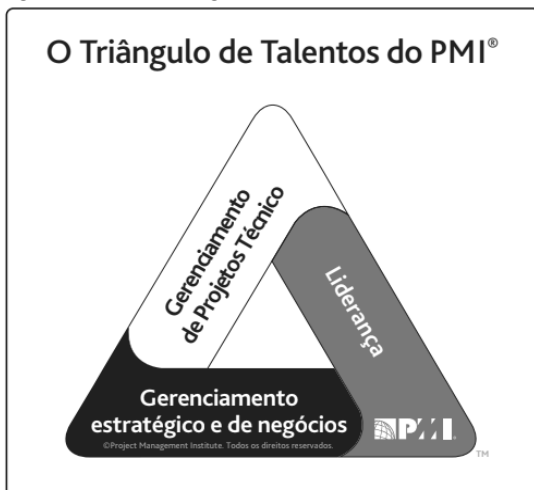 O Triângulo de Talentos do PMI®
Gerenciamento
de Projetos Técnico
Liderança
Gerenciamento
estratégico e de negócios
©Project Management Institute. Todos os direitos reservados.
PMI
TM